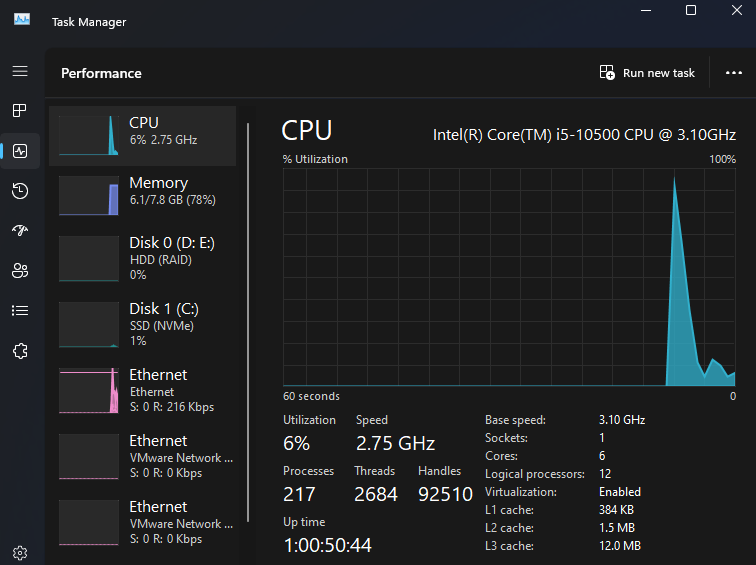 Task Manager
Performance
Run new task
CPU
6% 2.75 GHz
Memory
6.1/7.8 GB (78%)
Disk 0 (D: E:)
HDD (RAID)
0%
Disk 1 (C:)
SSD (NVMe)
1%
Ethernet
Ethernet
S: 0 R: 216 Kbps
Ethernet
VMware Network ...
S: 0 R: 0 Kbps
Ethernet
VMware Network ...
S: 0 R: 0 Kbps
CPU
Intel(R) Core(TM) i5-10500 CPU @ 3.10GHz
% Utilization
100%
60 seconds
0
Utilization
Speed
6%
2.75 GHz
Processes
Threads
Handles
217
2684
92510
Up time
1:00:50:44
Base speed: 3.10 GHz
Sockets: 1
Cores: 6
Logical processors: 12
Virtualization: Enabled
L1 cache: 384 KB
L2 cache: 1.5 MB
L3 cache: 12.0 MB